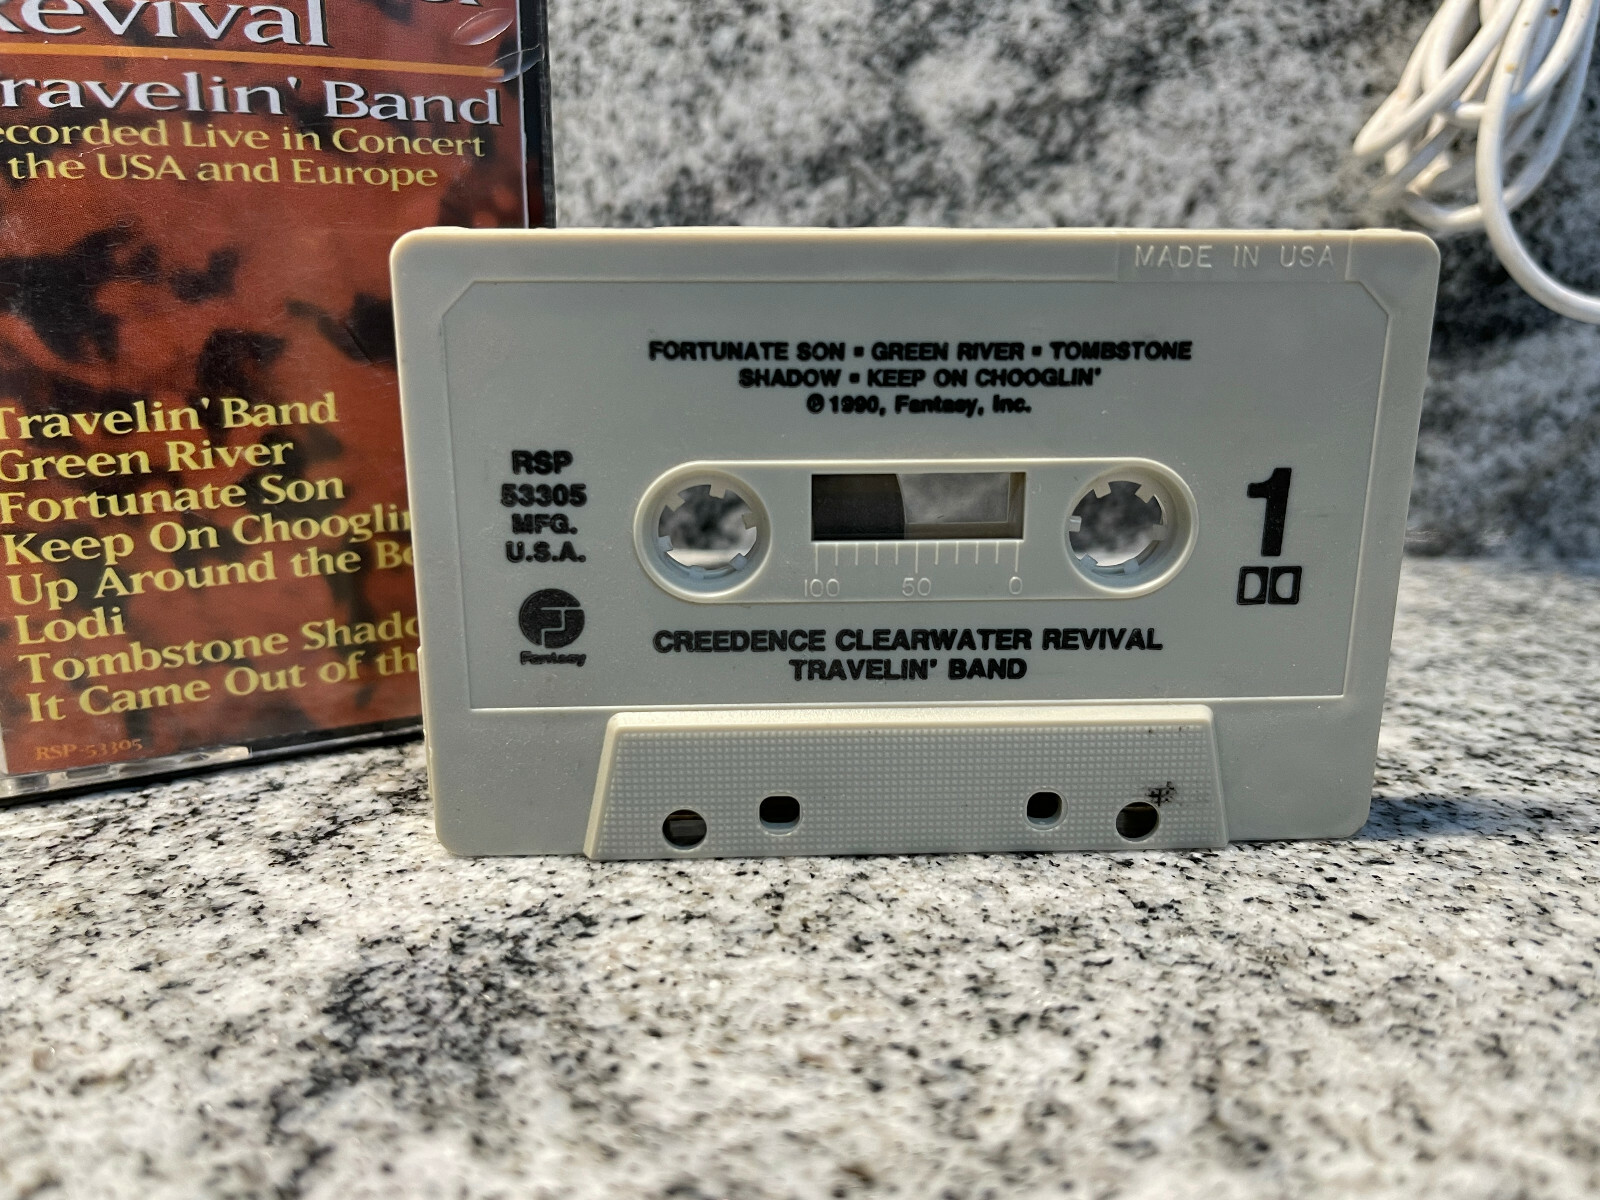 Revival
Travelin' Band
Recorded Live in Concert
the USA and Europe
Travelin' Band
Green River
Fortunate Son
Keep On Chooglin
Up Around the Be
Lodi
Tombstone Shado
It Came Out of th
RSP-53305
MADE IN USA
FORTUNATE SON ▪ GREEN RIVER ▪ TOMBSTONE
SHADOW ▪ KEEP ON CHOOGLIN'
℗ 1990, Fantasy, Inc.
RSP
53305
MFG.
U.S.A.
Fantasy
1
100 50 0
CREEDENCE CLEARWATER REVIVAL
TRAVELIN' BAND